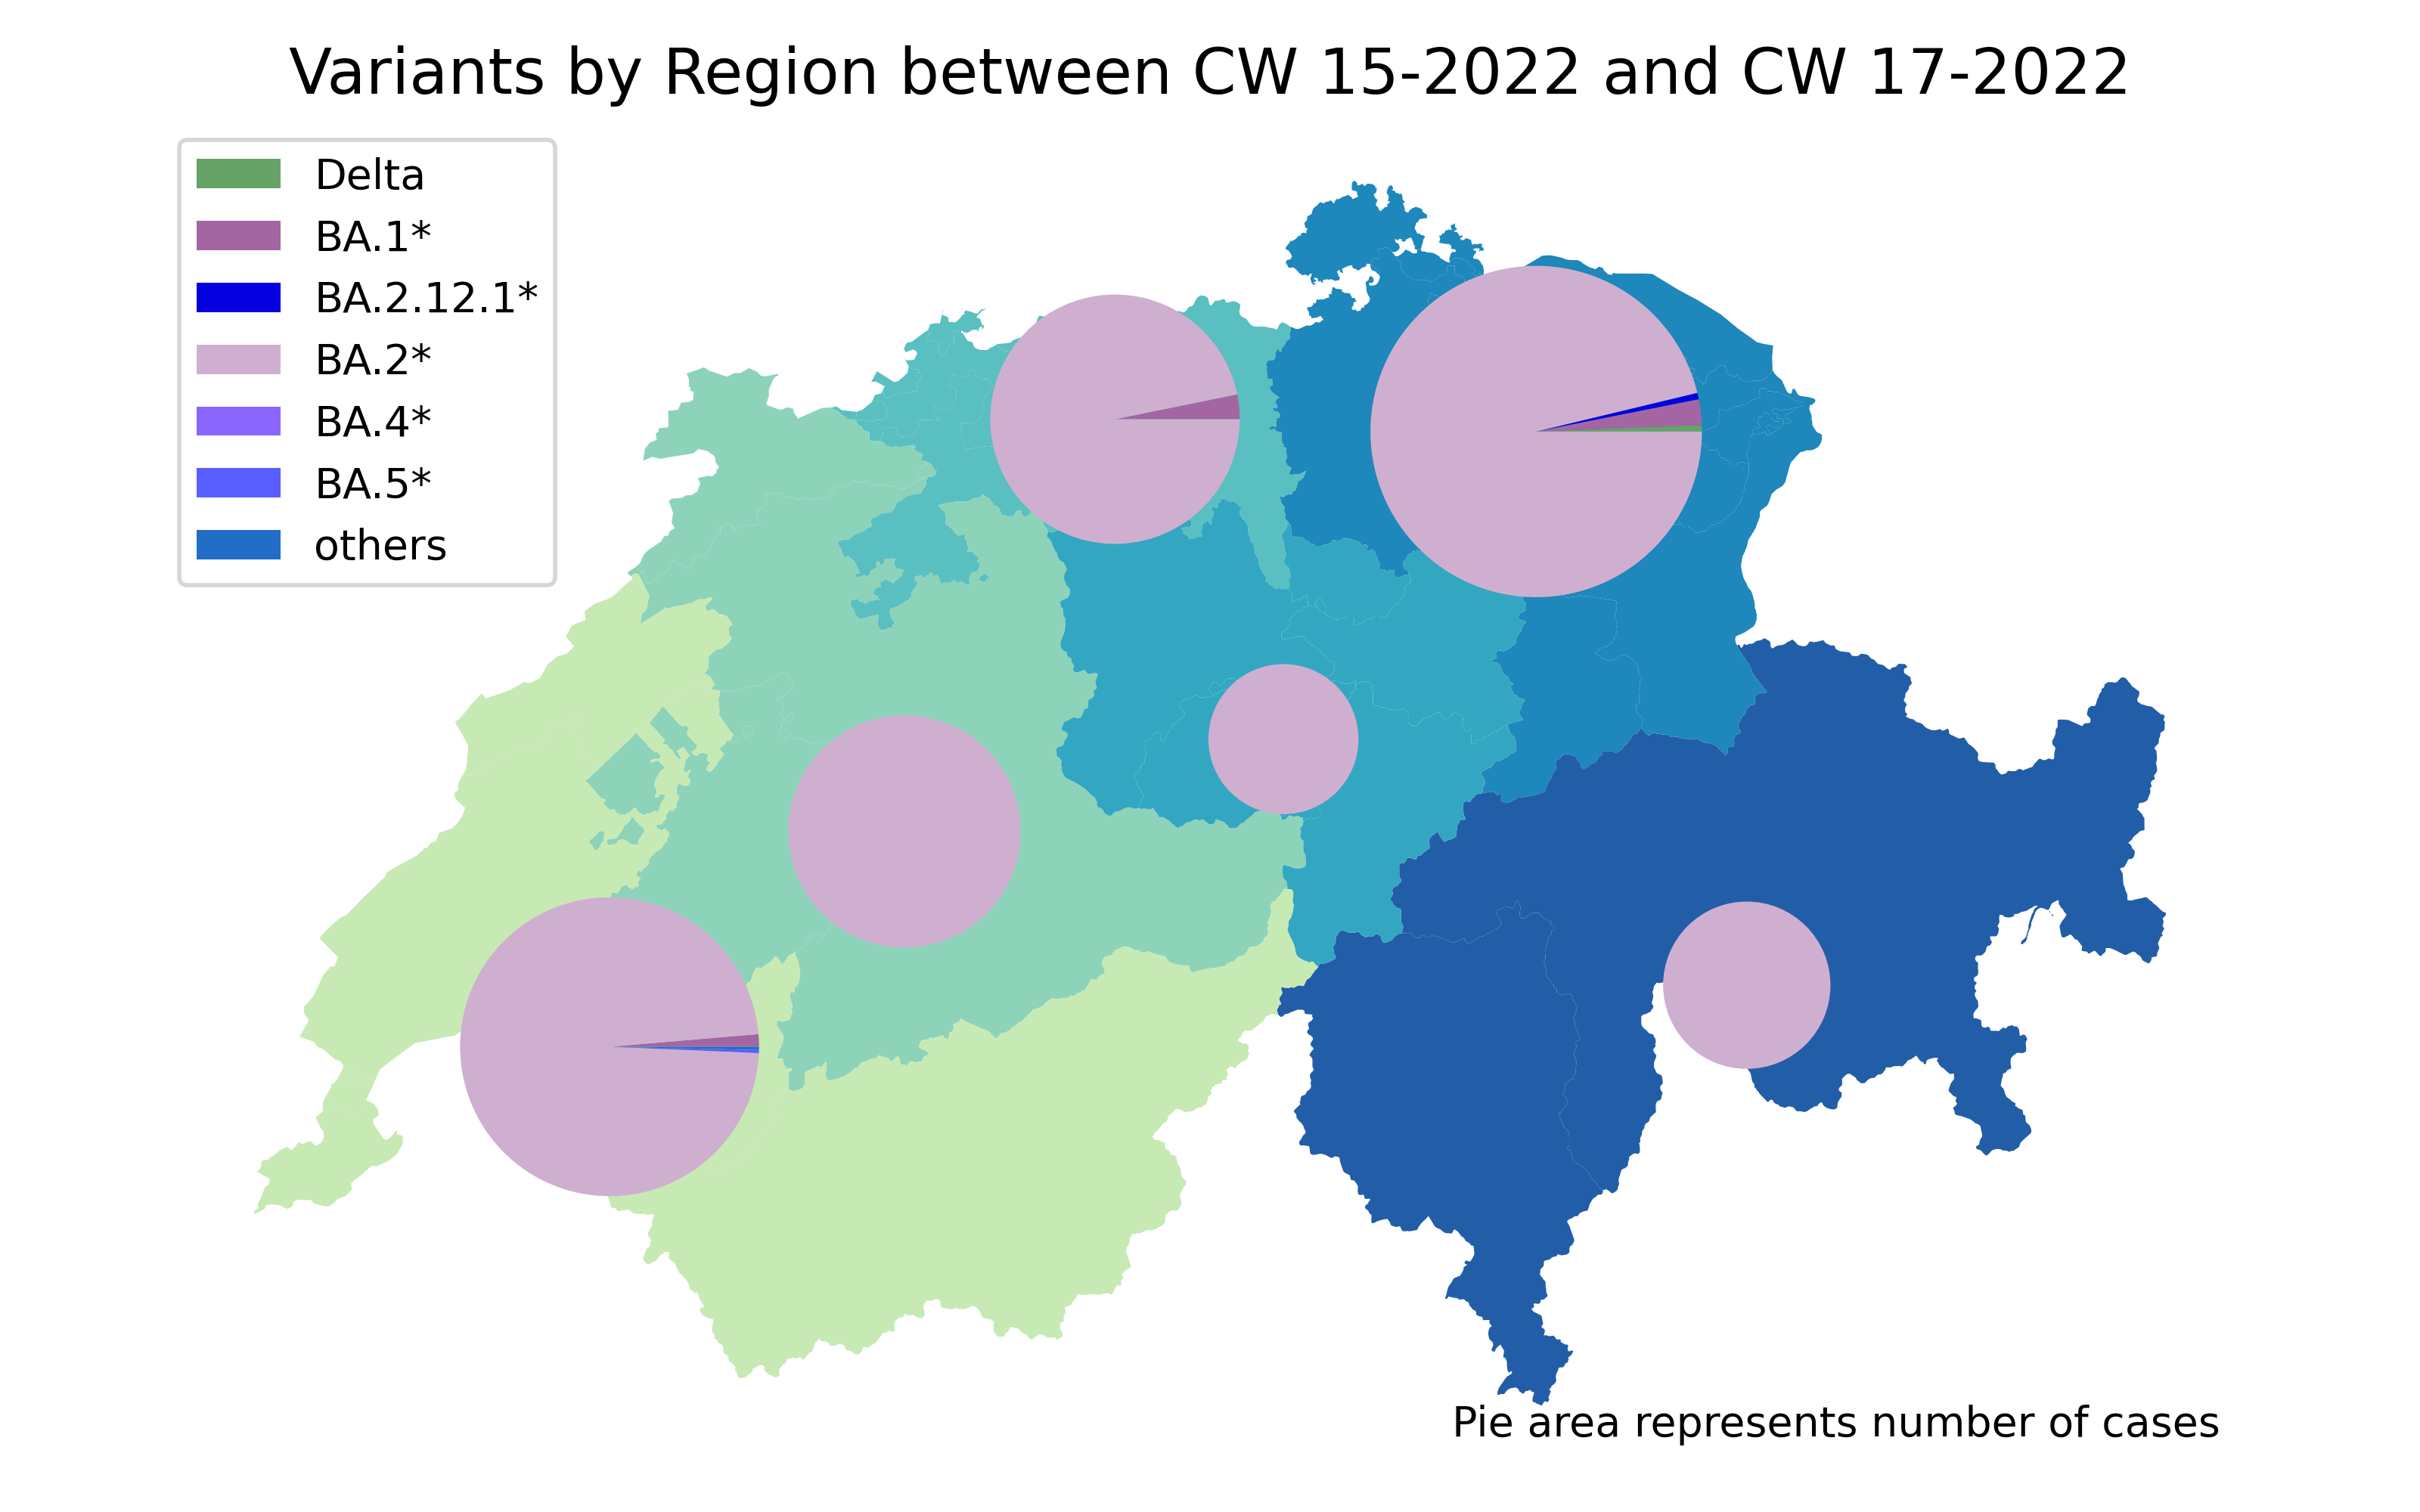 Variants by Region between CW 15-2022 and CW 17-2022
Delta
BA.1*
BA.2.12.1*
BA.2*
BA.4*
BA.5*
others
Pie area represents number of cases